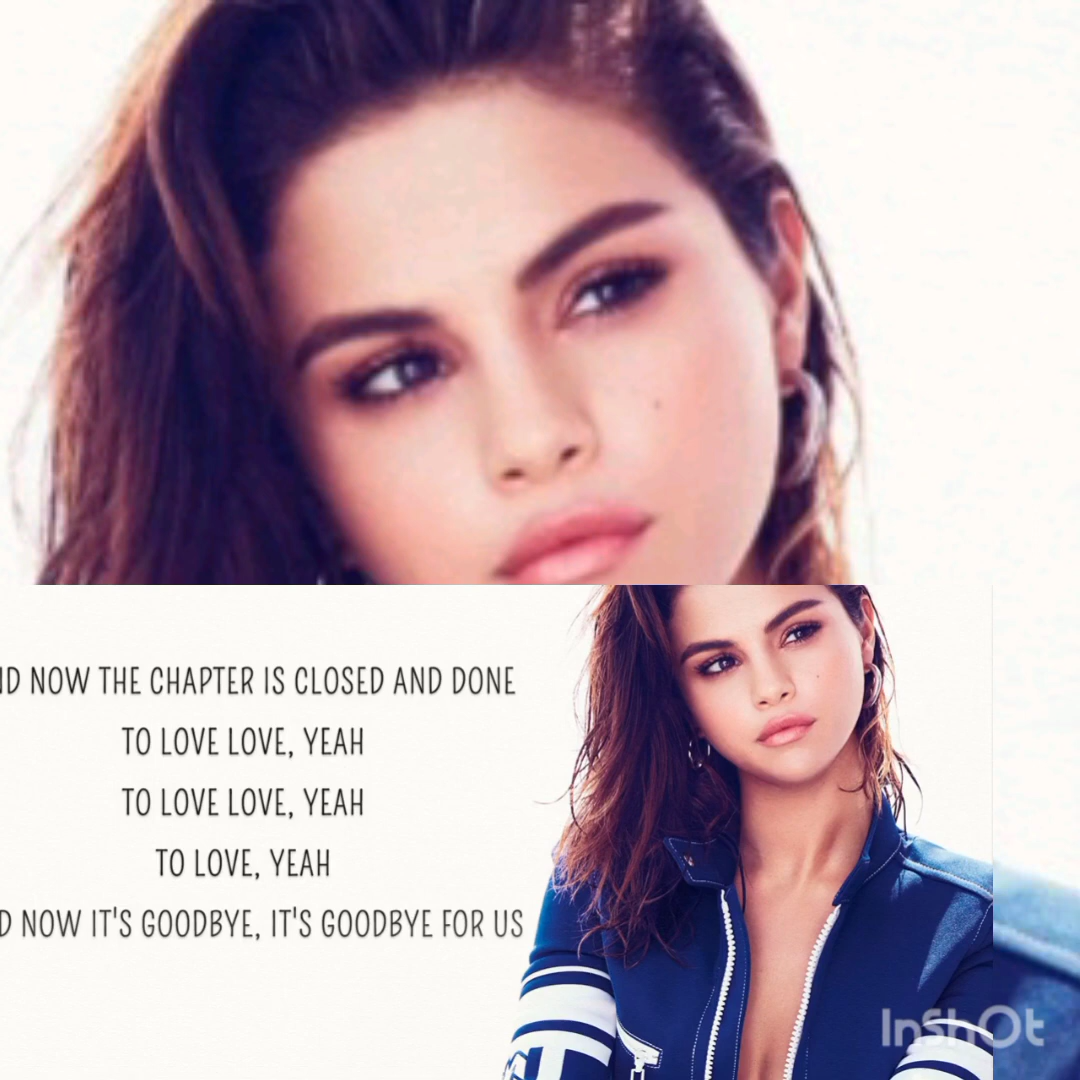 ND NOW THE CHAPTER IS CLOSED AND DONE
TO LOVE LOVE, YEAH
TO LOVE LOVE, YEAH
TO LOVE, YEAH
D NOW IT'S GOODBYE, IT'S GOODBYE FOR US
InShOt